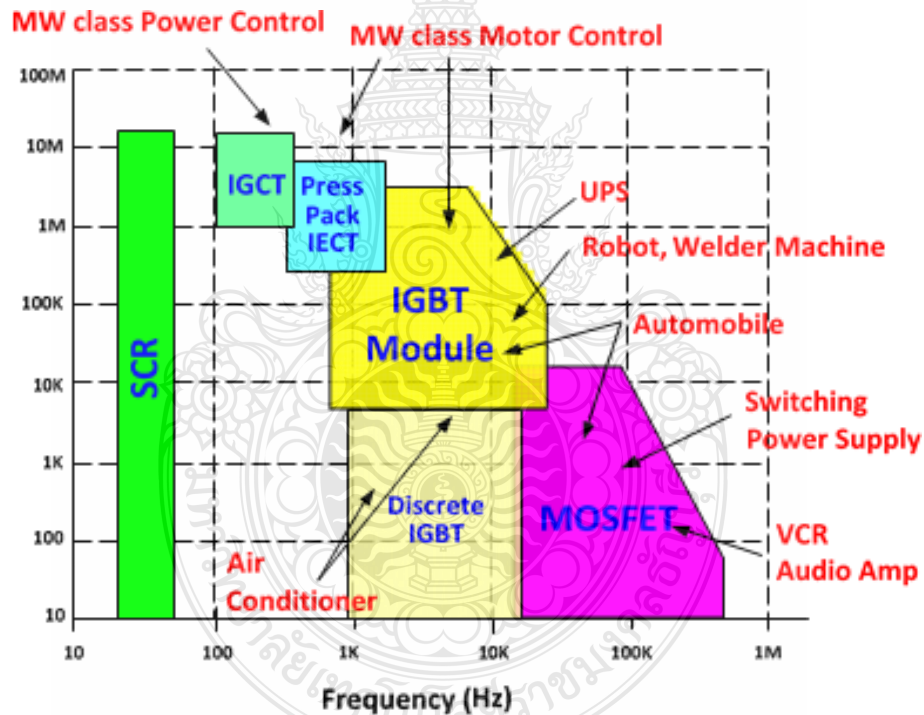 MW class Power Control
MW class Motor Control
100M
10M
1M
100K
10K
1K
100
10
SCR
IGCT
Press
Pack
IECT
IGBT
Module
Discrete
IGBT
MOSFET
UPS
Robot, Welder Machine
Automobile
Switching
Power Supply
VCR
Audio Amp
Air
Conditioner
10
100
1K
10K
100K
1M
Frequency (Hz)